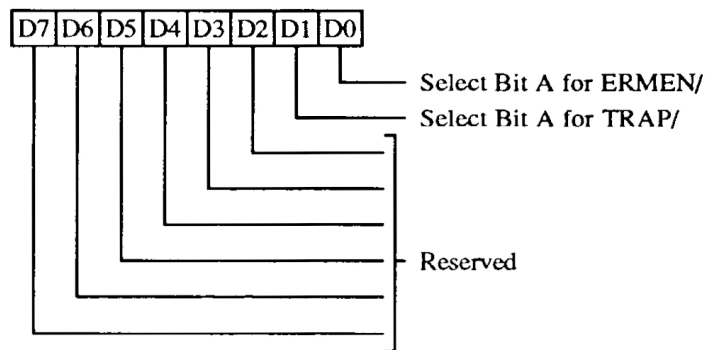 D7 D6 D5 D4 D3 D2 D1 D0
Select Bit A for ERMEN/
Select Bit A for TRAP/
Reserved